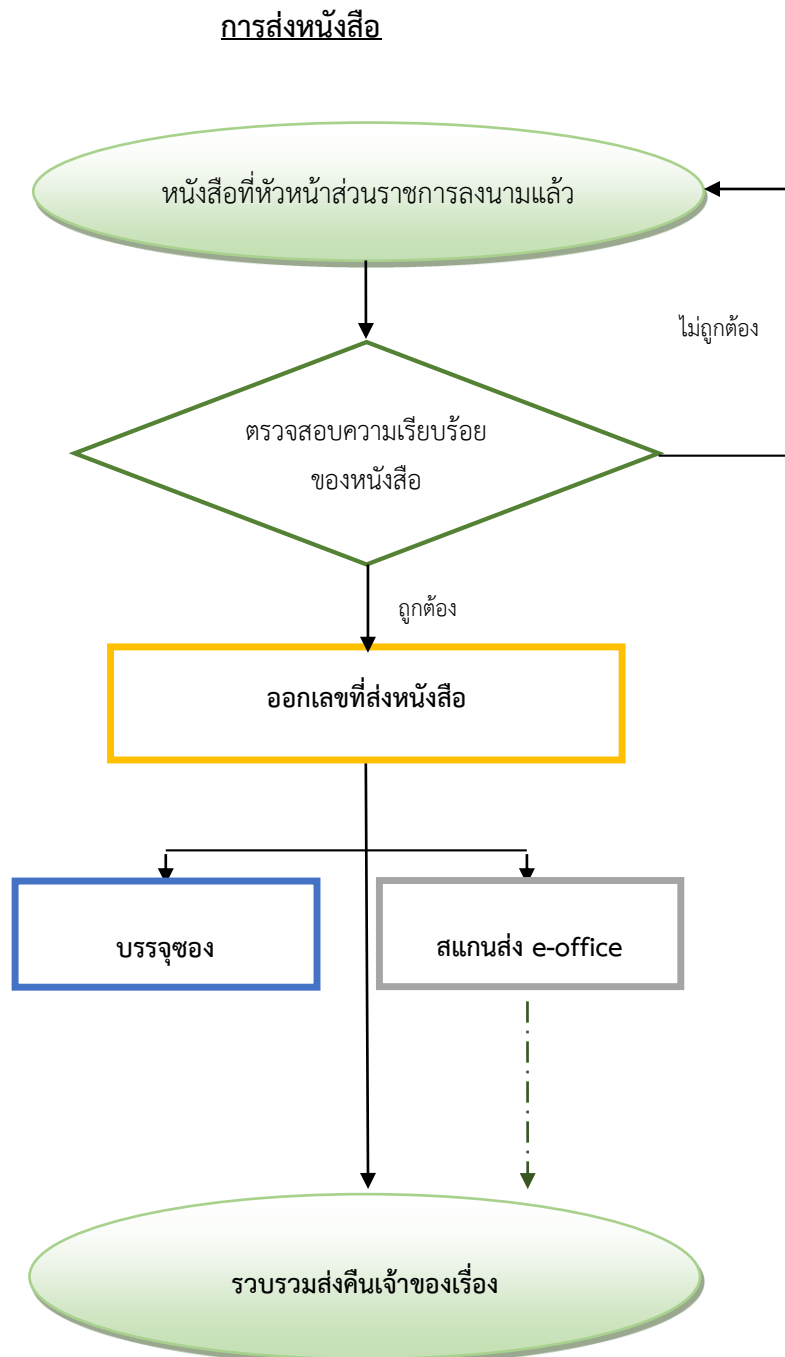 การส่งหนังสือ
หนังสือที่หัวหน้าส่วนราชการลงนามแล้ว
ไม่ถูกต้อง
ตรวจสอบความเรียบร้อย
ของหนังสือ
ถูกต้อง
ออกเลขที่ส่งหนังสือ
บรรจุซอง
สแกนส่ง e-office
รวบรวมส่งคืนเจ้าของเรื่อง